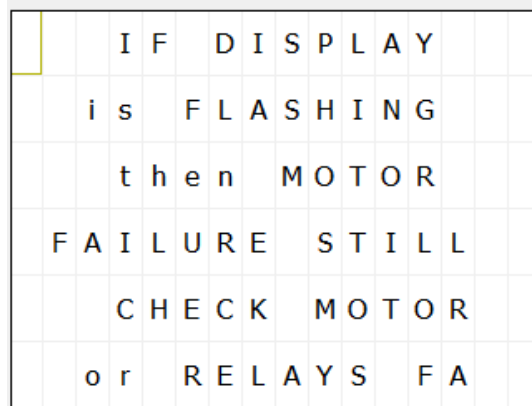 IF DISPLAY
is FLASHING
then MOTOR
FAILURE STILL
CHECK MOTOR
or RELAYS FA